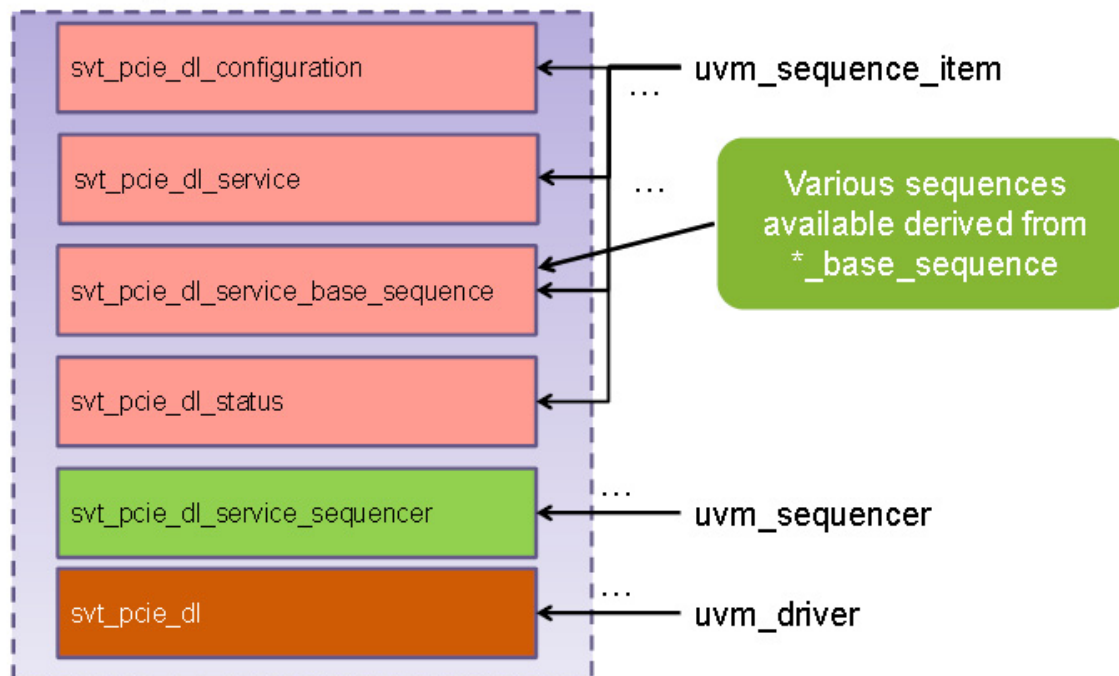 svt_pcie_dl_configuration
uvm_sequence_item
...
svt_pcie_dl_service
...
Various sequences
available derived from
*_base_sequence
svt_pcie_dl_service_base_sequence
svt_pcie_dl_status
...
svt_pcie_dl_service_sequencer
uvm_sequencer
...
svt_pcie_dl
uvm_driver